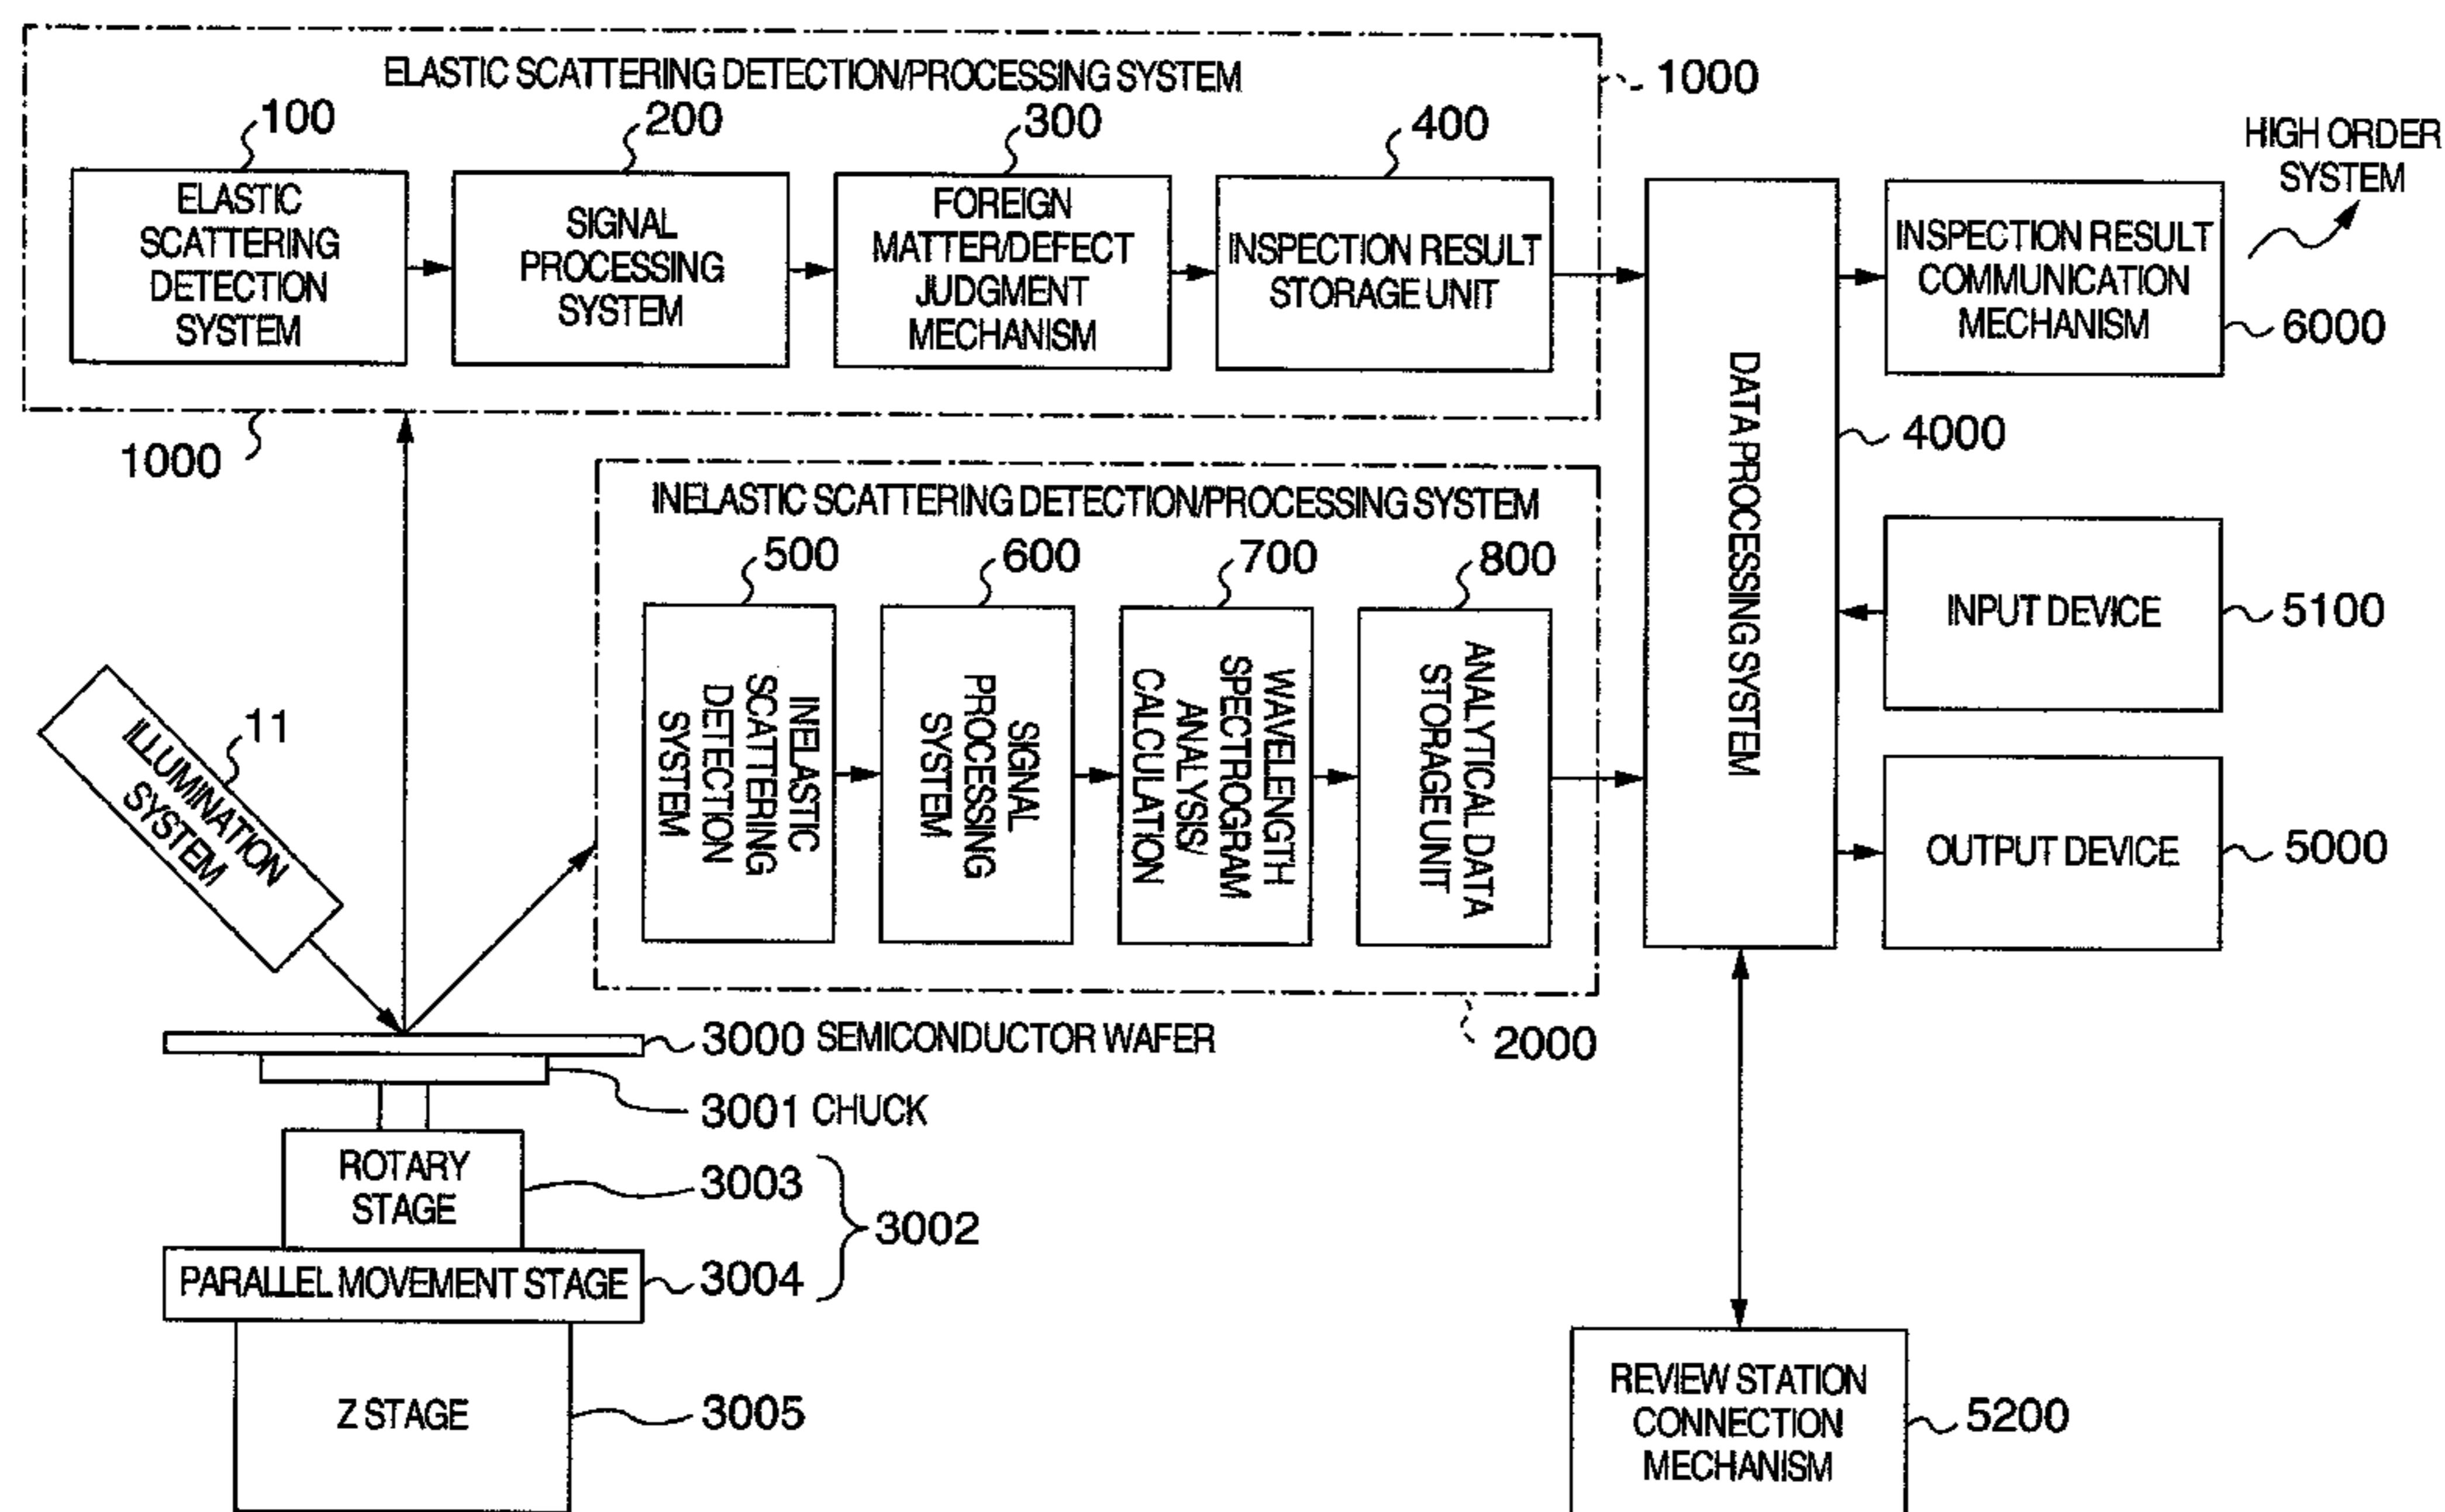 ELASTIC SCATTERING DETECTION/PROCESSING SYSTEM
1000
100
200
300
400
HIGH ORDER
SYSTEM
ELASTIC
SCATTERING
DETECTION
SYSTEM
SIGNAL
PROCESSING
SYSTEM
FOREIGN
MATTER/DEFECT
JUDGMENT
MECHANISM
INSPECTION RESULT
STORAGE UNIT
INSPECTION RESULT
COMMUNICATION
MECHANISM
6000
1000
DATA PROCESSING SYSTEM
4000
INELASTIC SCATTERING DETECTION/PROCESSING SYSTEM
500
600
700
800
INELASTIC
SCATTERING
DETECTION
SYSTEM
SIGNAL
PROCESSING
SYSTEM
WAVELENGTH
SPECTROGRAM
ANALYSIS/
CALCULATION
ANALYTICAL DATA
STORAGE UNIT
INPUT DEVICE
5100
OUTPUT DEVICE
5000
11
ILLUMINATION
SYSTEM
2000
3000 SEMICONDUCTOR WAFER
3001 CHUCK
ROTARY
STAGE
3003
3002
PARALLEL MOVEMENT STAGE
3004
Z STAGE
3005
REVIEW STATION
CONNECTION
MECHANISM
5200